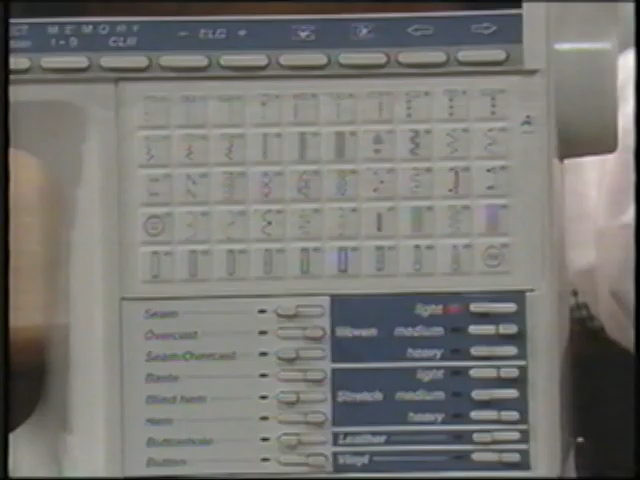 MEMORY
1-9 CLR - ELG +
Seam
Overcast
Seam/Overcast
Baste
Blind hem
Hem
Buttonhole
Button
light
Woven medium
heavy
light
Stretch medium
heavy
Leather
Vinyl